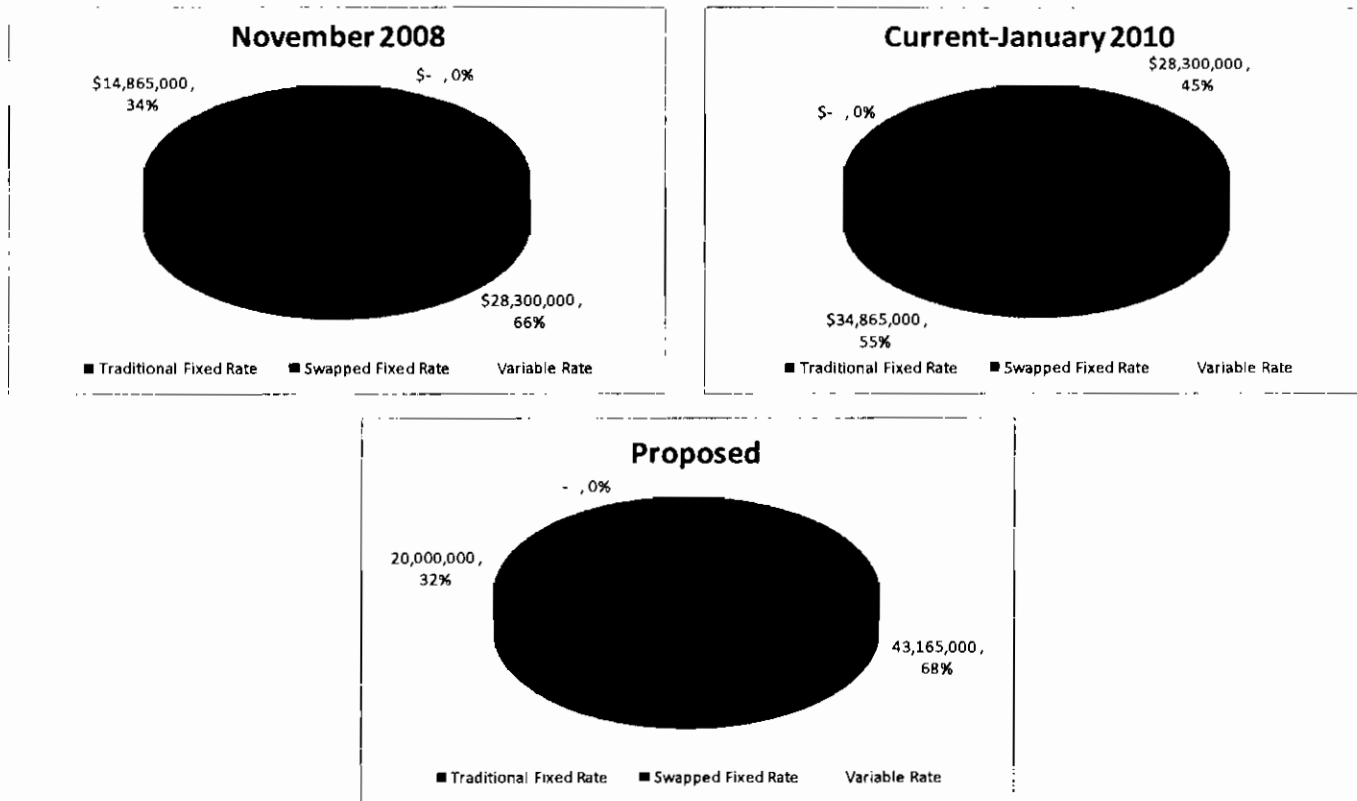 November 2008
$- , 0%
$14,865,000 ,
34%
$28,300,000 ,
66%
■ Traditional Fixed Rate ■ Swapped Fixed Rate Variable Rate
Current-January 2010
$28,300,000 ,
45%
$- , 0%
$34,865,000 ,
55%
■ Traditional Fixed Rate ■ Swapped Fixed Rate Variable Rate
Proposed
- , 0%
20,000,000 ,
32%
43,165,000 ,
68%
■ Traditional Fixed Rate ■ Swapped Fixed Rate Variable Rate